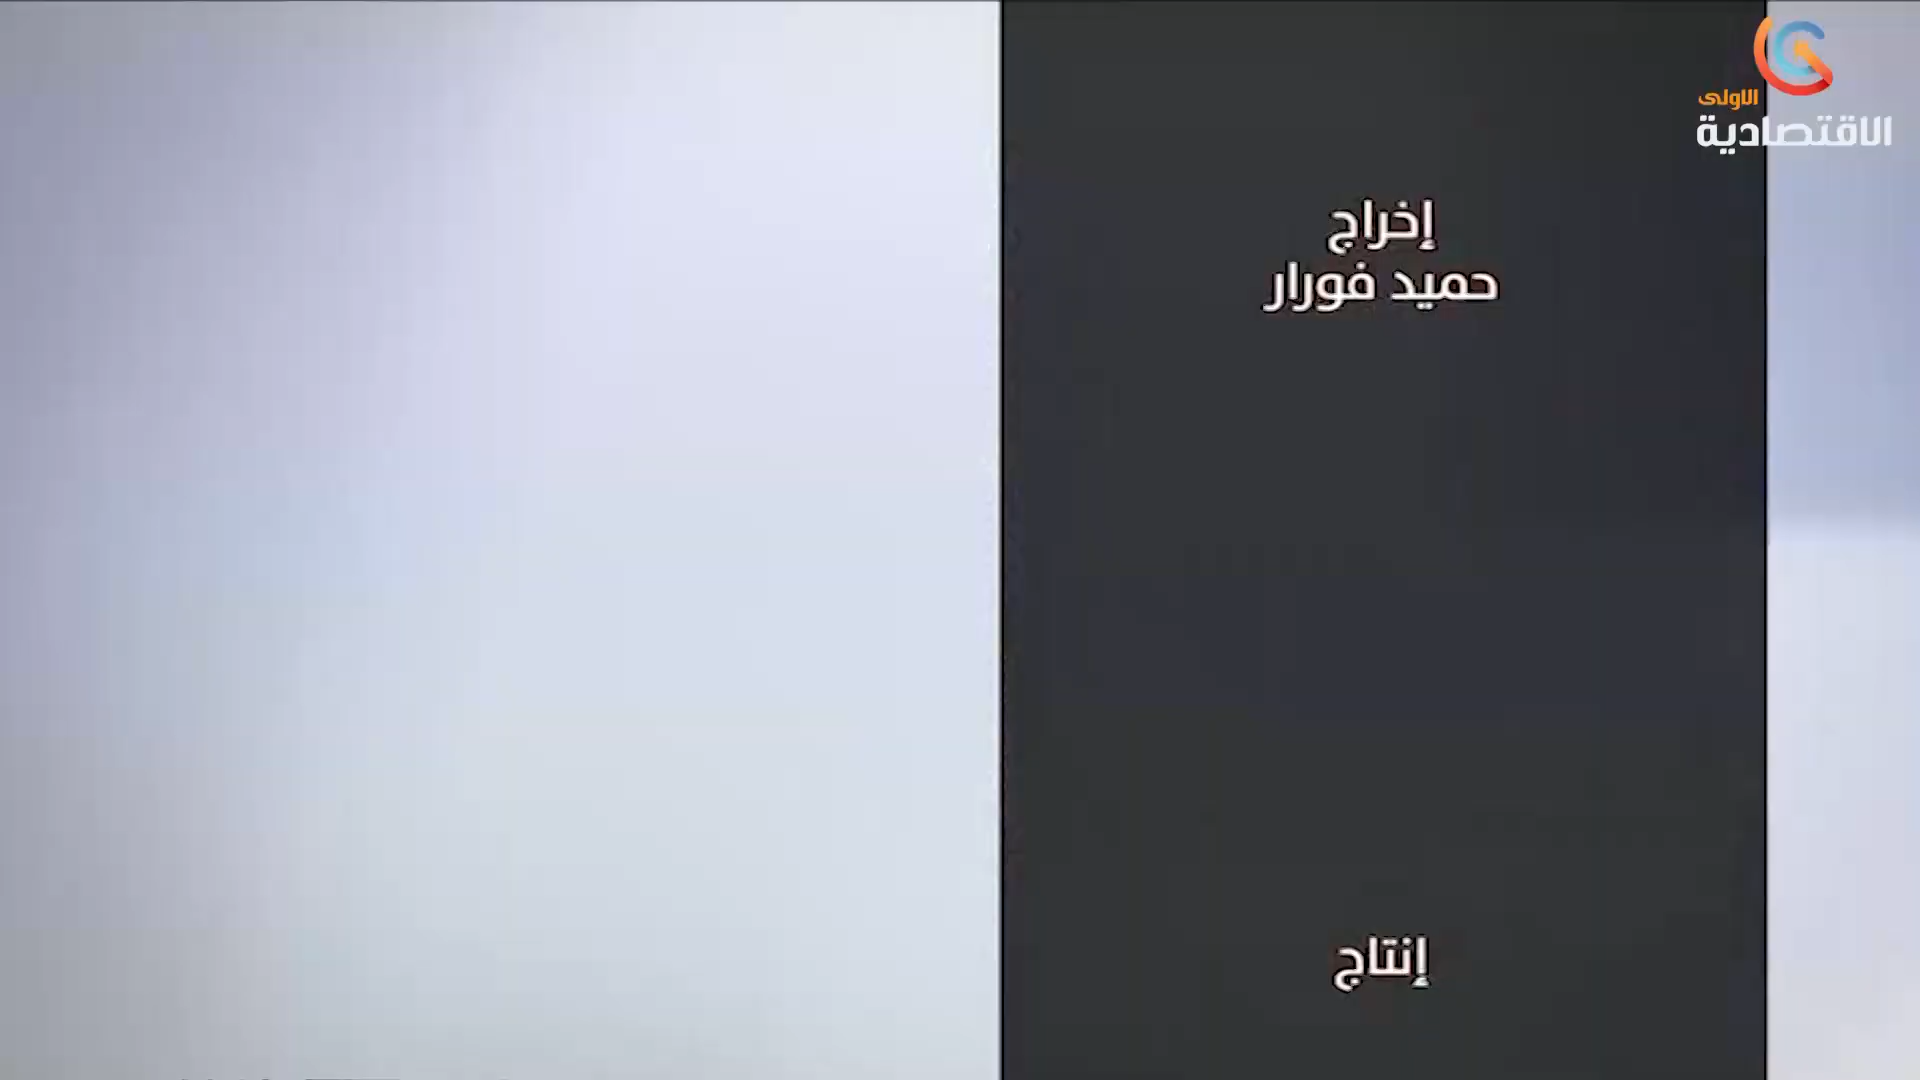 الاولى
الاقتصادية
إخراج
حميد فورار
إنتاج